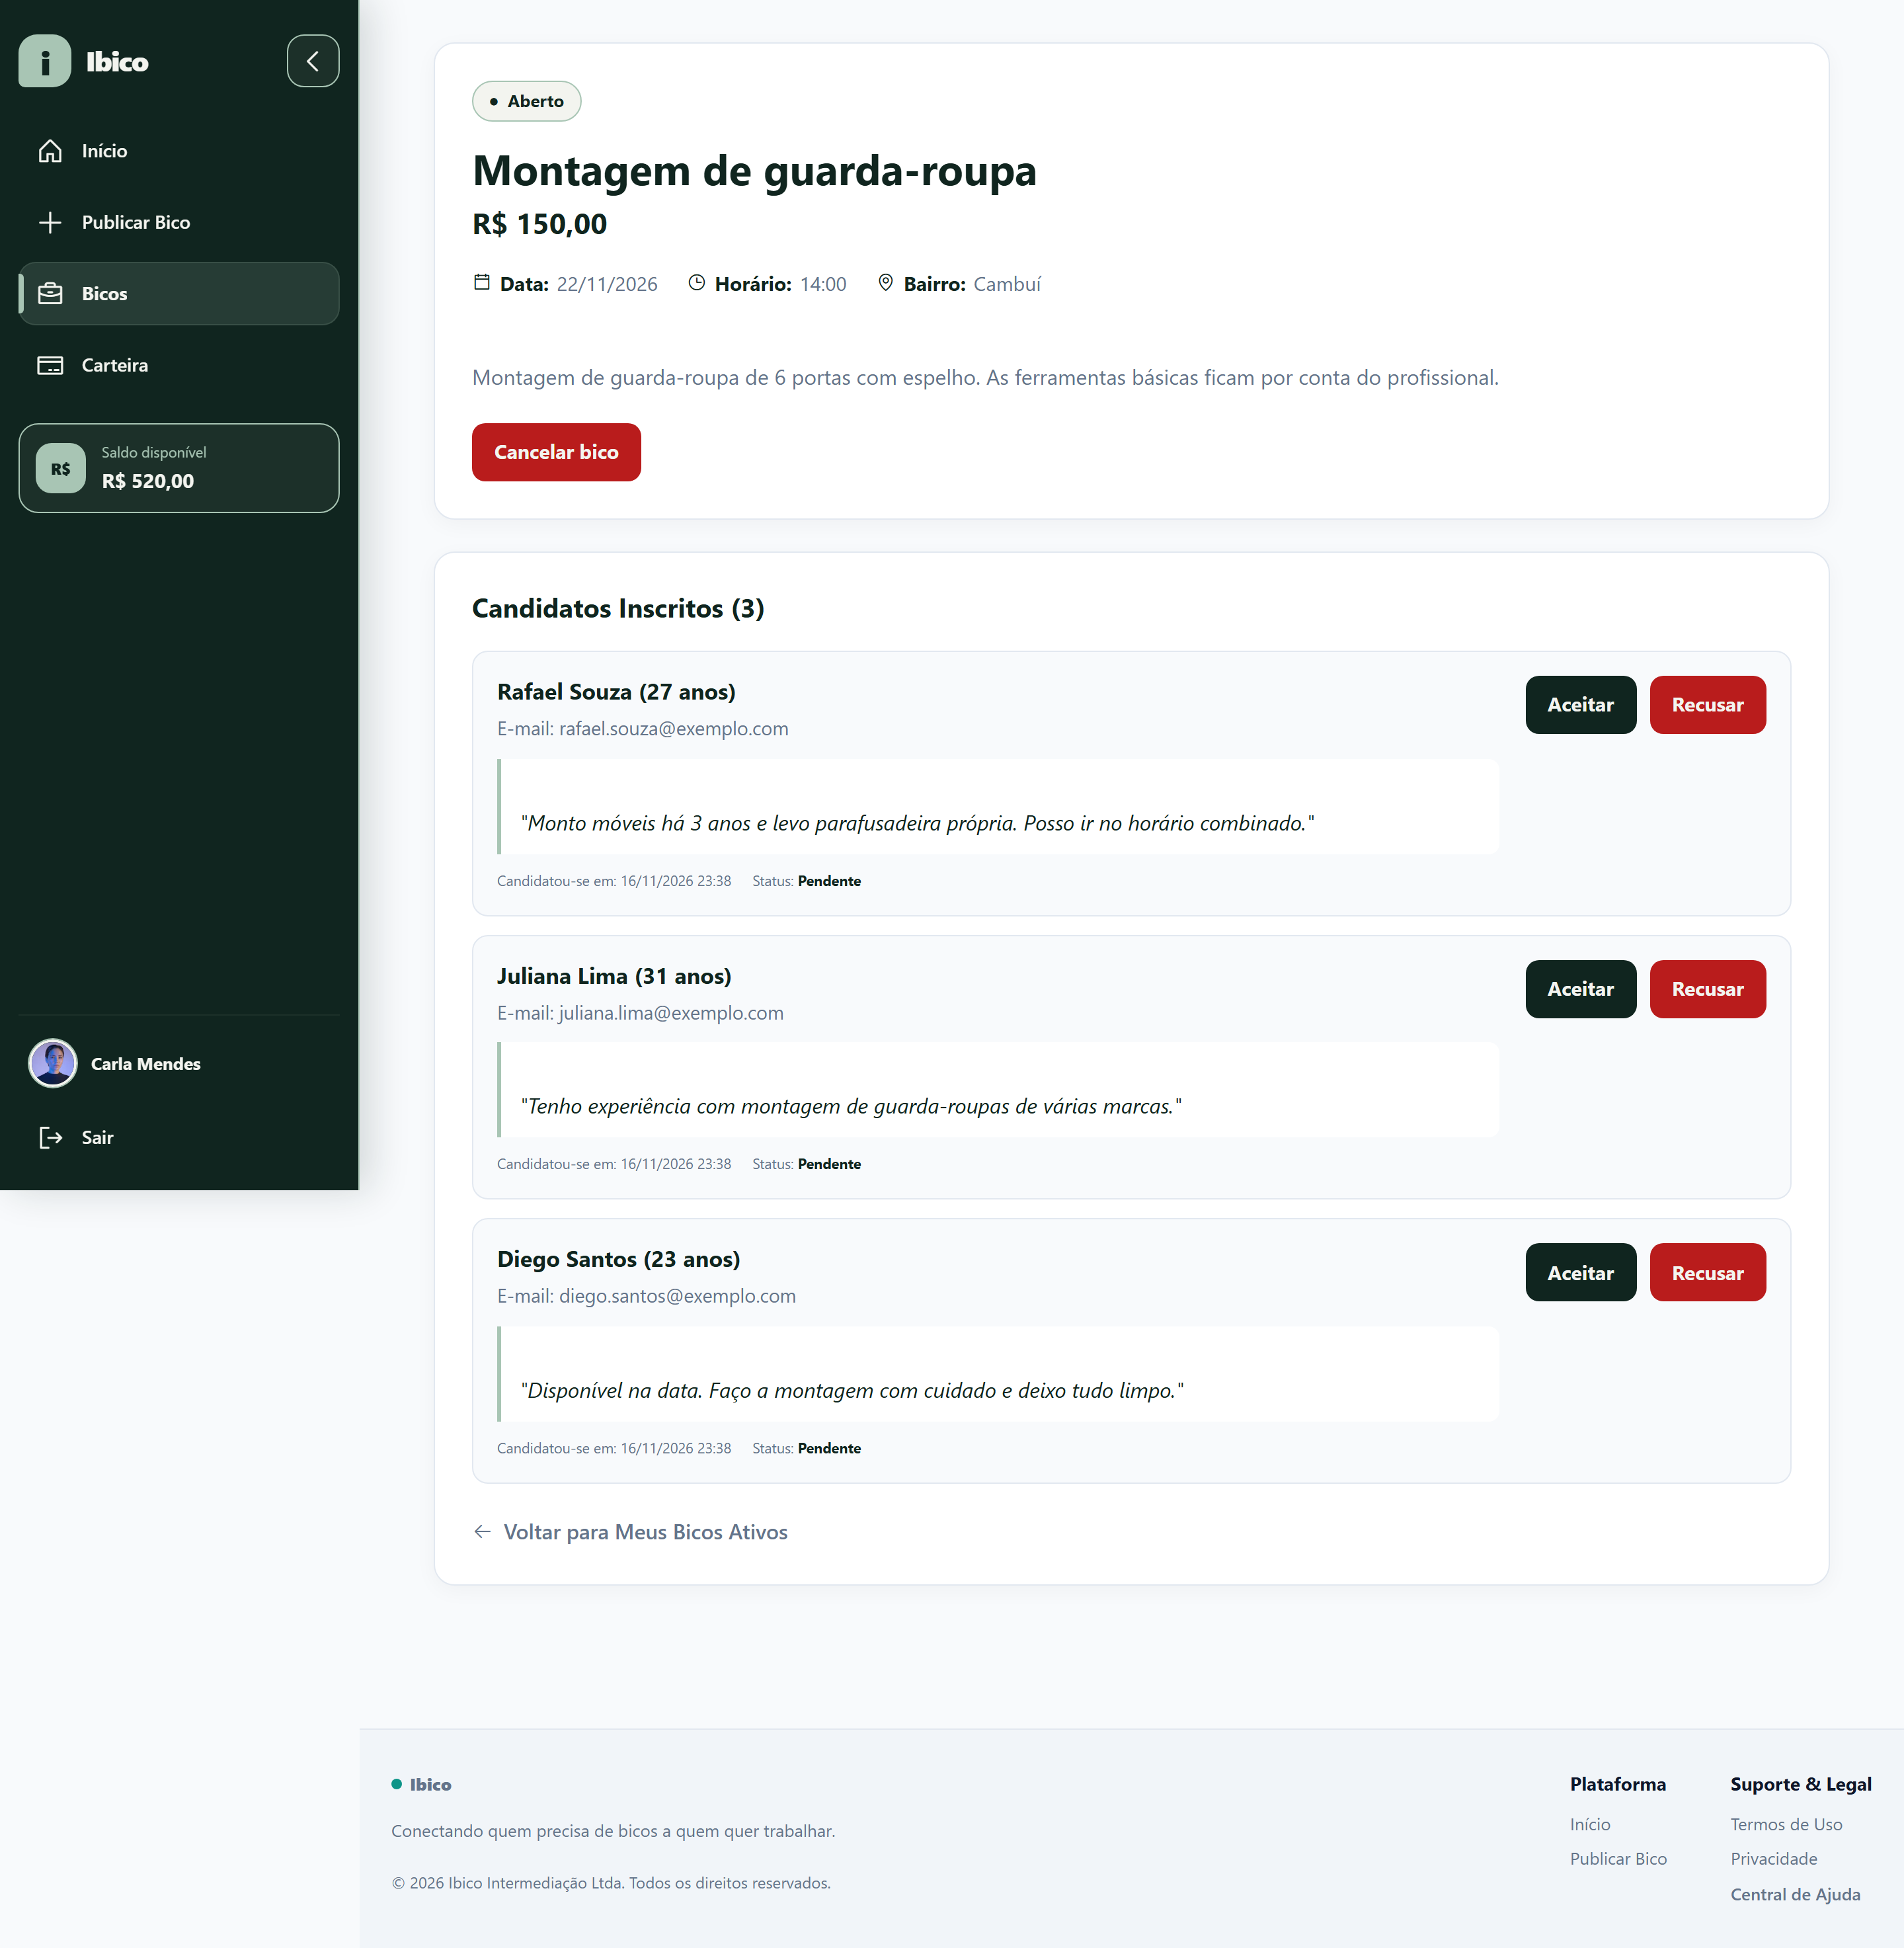 i Ibico
Início
Publicar Bico
Bicos
Carteira
R$
Saldo disponível
R$ 520,00
Carla Mendes
Sair
Aberto
Montagem de guarda-roupa
R$ 150,00
Data: 22/11/2026 Horário: 14:00 Bairro: Cambuí
Montagem de guarda-roupa de 6 portas com espelho. As ferramentas básicas ficam por conta do profissional.
Cancelar bico
Candidatos Inscritos (3)
Rafael Souza (27 anos)
E-mail: rafael.souza@exemplo.com
"Monto móveis há 3 anos e levo parafusadeira própria. Posso ir no horário combinado."
Candidatou-se em: 16/11/2026 23:38 Status: Pendente
Aceitar Recusar
Juliana Lima (31 anos)
E-mail: juliana.lima@exemplo.com
"Tenho experiência com montagem de guarda-roupas de várias marcas."
Candidatou-se em: 16/11/2026 23:38 Status: Pendente
Aceitar Recusar
Diego Santos (23 anos)
E-mail: diego.santos@exemplo.com
"Disponível na data. Faço a montagem com cuidado e deixo tudo limpo."
Candidatou-se em: 16/11/2026 23:38 Status: Pendente
Aceitar Recusar
Voltar para Meus Bicos Ativos
Ibico
Conectando quem precisa de bicos a quem quer trabalhar.
© 2026 Ibico Intermediação Ltda. Todos os direitos reservados.
Plataforma
Início
Publicar Bico
Suporte & Legal
Termos de Uso
Privacidade
Central de Ajuda